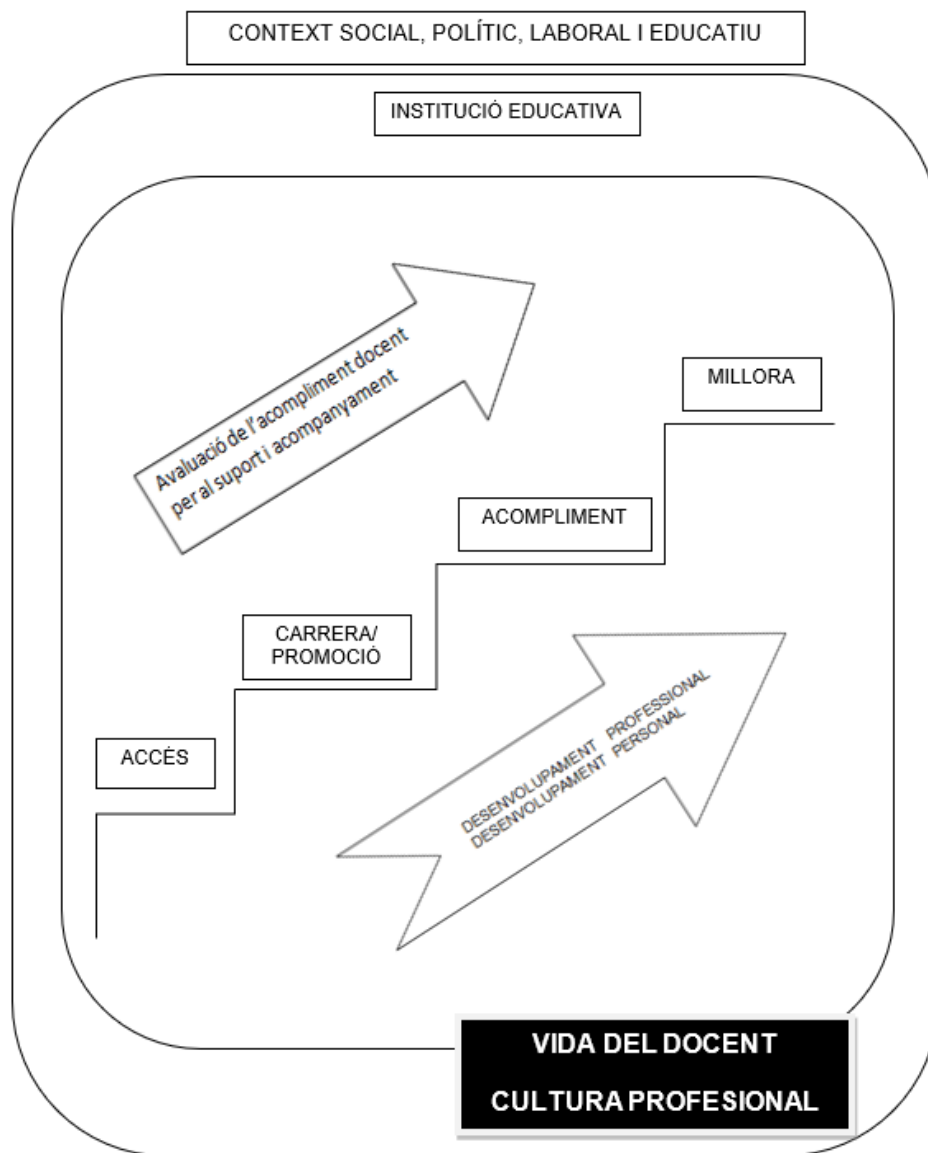 CONTEXT SOCIAL, POLÍTIC, LABORAL I EDUCATIU
INSTITUCIÓ EDUCATIVA
Avaluació de l'acompliment docent
per al suport i acompanyament
MILLORA
ACOMPLIMENT
CARRERA/
PROMOCIÓ
ACCÉS
DESENVOLUPAMENT PROFESSIONAL
DESENVOLUPAMENT PERSONAL
VIDA DEL DOCENT
CULTURA PROFESIONAL